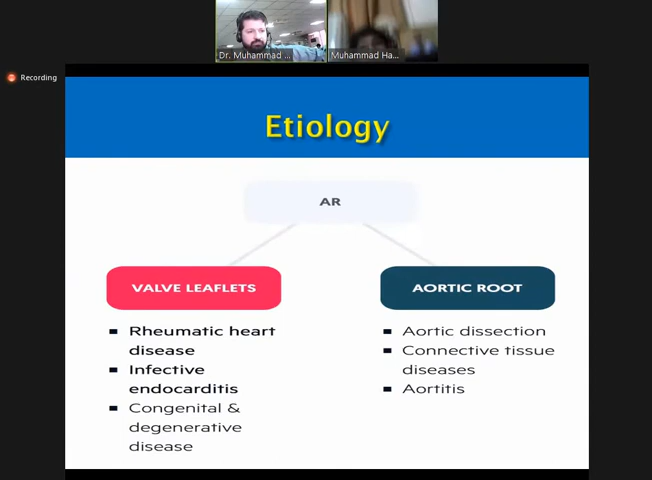 Dr. Muhammad ...
Muhammad Ha...
Recording
Etiology
AR
VALVE LEAFLETS
Rheumatic heart
disease
Infective
endocarditis
Congenital &
degenerative
disease
AORTIC ROOT
Aortic dissection
Connective tissue
diseases
Aortitis